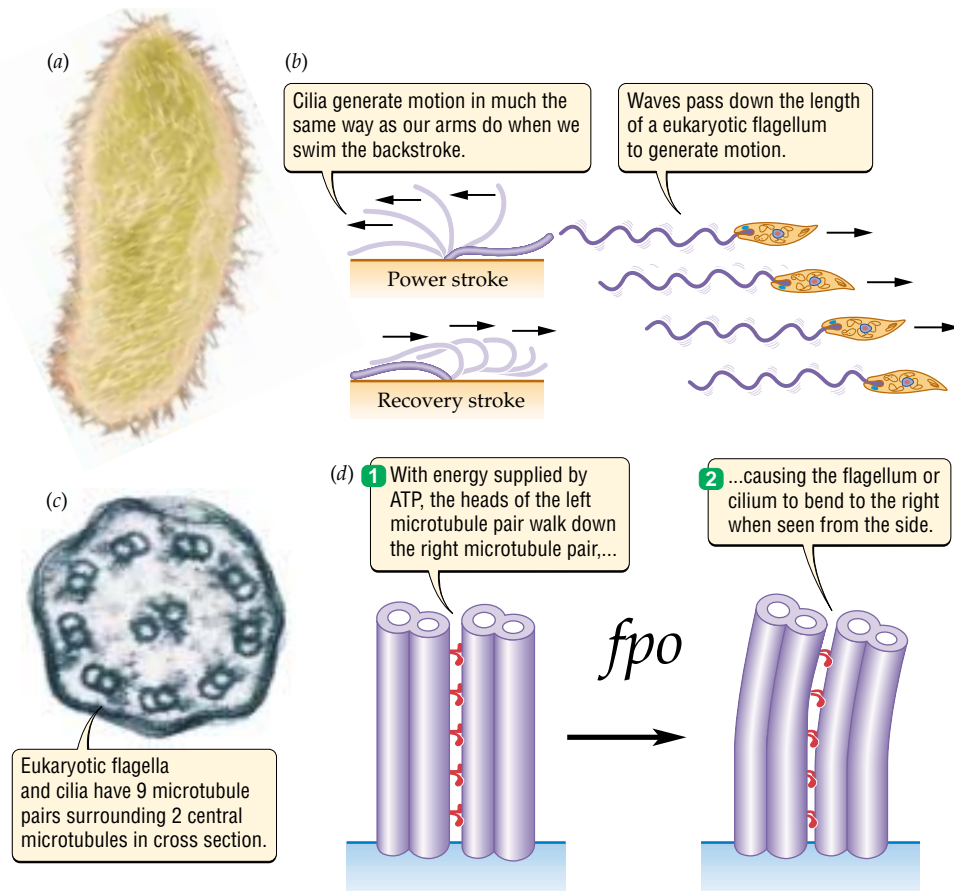 (a)
(b)
Cilia generate motion in much the
same way as our arms do when we
swim the backstroke.
Waves pass down the length
of a eukaryotic flagellum
to generate motion.
Power stroke
Recovery stroke
(c)
Eukaryotic flagella
and cilia have 9 microtubule
pairs surrounding 2 central
microtubules in cross section.
(d)
1 With energy supplied by
ATP, the heads of the left
microtubule pair walk down
the right microtubule pair,...
fpo
2 ...causing the flagellum or
cilium to bend to the right
when seen from the side.